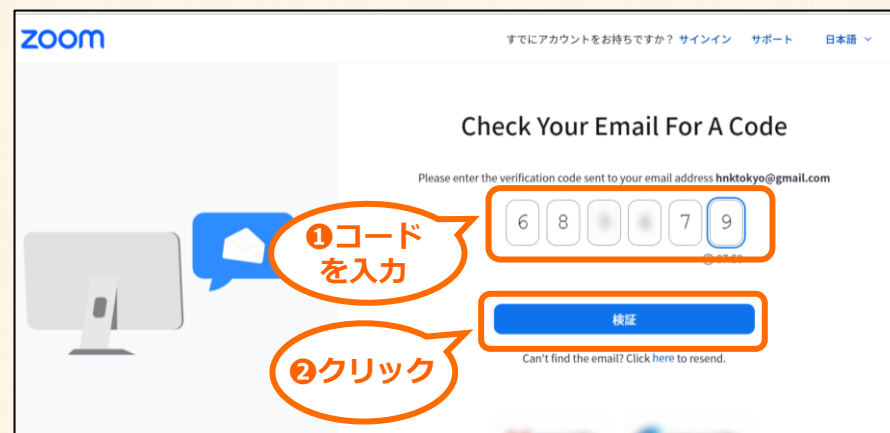 zoom
すでにアカウントをお持ちですか? サインイン サポート 日本語
Check Your Email For A Code
Please enter the verification code sent to your email address hnktokyo@gmail.com
6 8 7 9
❶コード
を入力
検証
Can't find the email? Click here to resend.
❷クリック